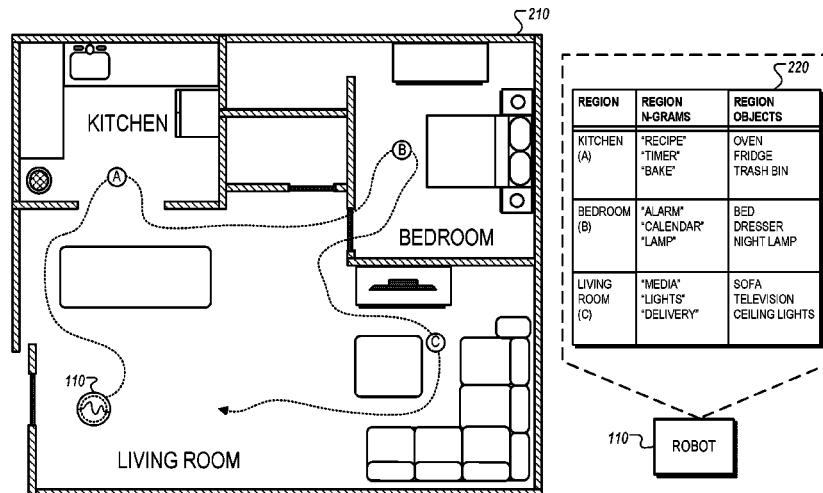 210
KITCHEN
A
B
BEDROOM
C
110
LIVING ROOM
220
REGION REGION N-GRAMS REGION OBJECTS
KITCHEN (A) "RECIPE" OVEN
"TIMER" FRIDGE
"BAKE" TRASH BIN
BEDROOM (B) "ALARM" BED
"CALENDAR" DRESSER
"LAMP" NIGHT LAMP
LIVING ROOM (C) "MEDIA" SOFA
"LIGHTS" TELEVISION
"DELIVERY" CEILING LIGHTS
110
ROBOT